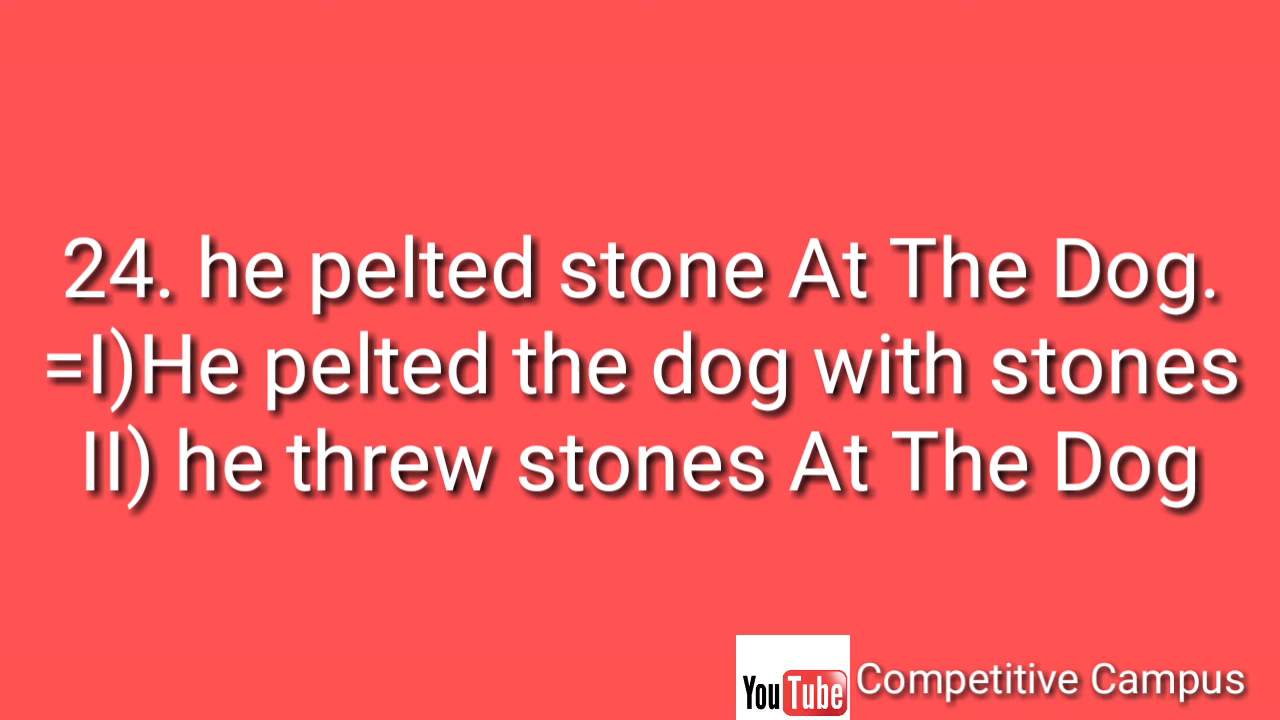 24. he pelted stone At The Dog.
=I)He pelted the dog with stones
II) he threw stones At The Dog
YouTube Competitive Campus